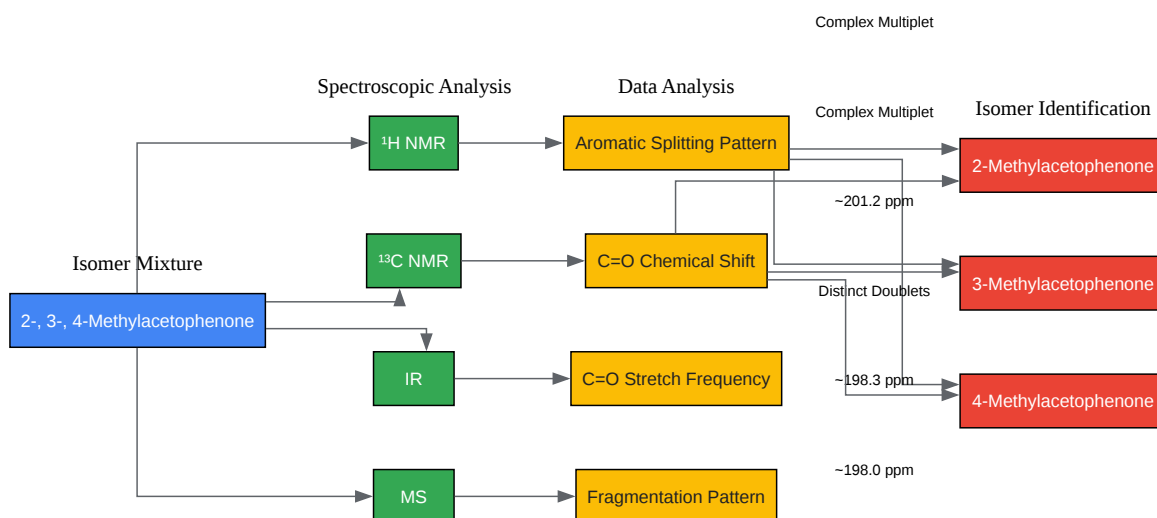 Complex Multiplet
Spectroscopic Analysis
Data Analysis
Complex Multiplet
Isomer Identification
¹H NMR
Aromatic Splitting Pattern
2-Methylacetophenone
~201.2 ppm
Isomer Mixture
¹³C NMR
C=O Chemical Shift
3-Methylacetophenone
Distinct Doublets
2-, 3-, 4-Methylacetophenone
IR
C=O Stretch Frequency
~198.3 ppm
4-Methylacetophenone
~198.0 ppm
MS
Fragmentation Pattern